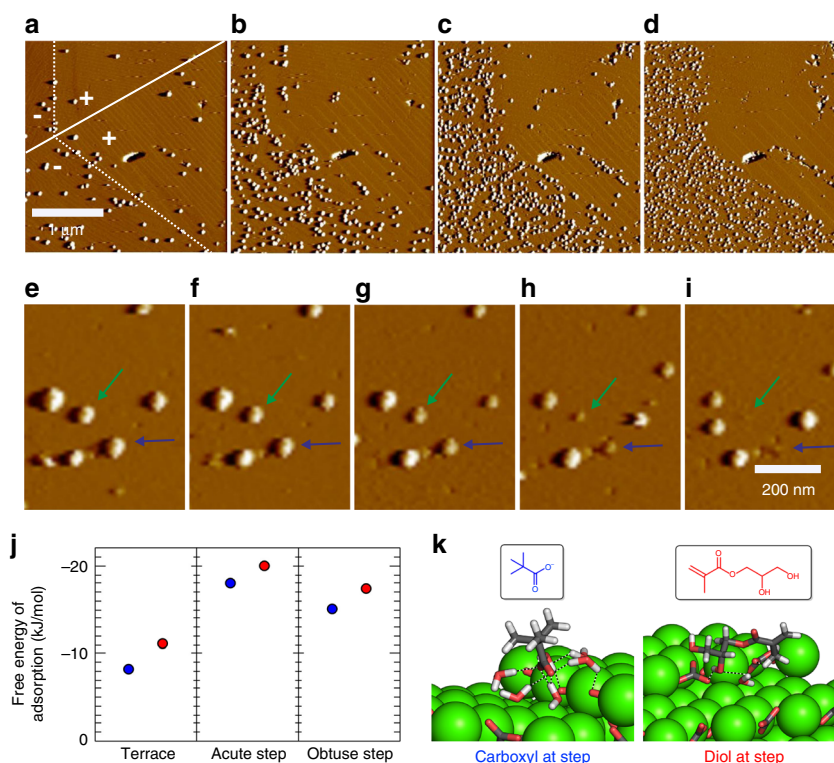 a b c d
+
-
+
-
1 μm
e f g h i
200 nm
j k
Free energy of
adsorption (kJ/mol)
–20
–10
0
Terrace Acute step Obtuse step
O⁻
O
O
O
OH
OH
Carboxyl at step Diol at step